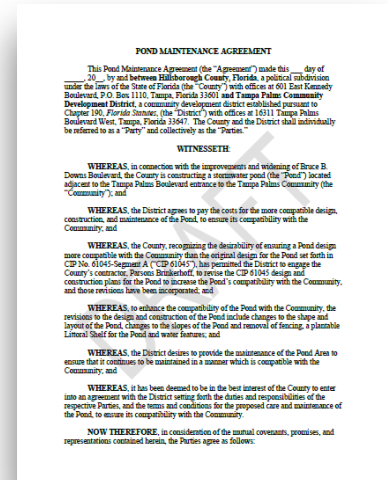 POND MAINTENANCE AGREEMENT
This Pond Maintenance Agreement (the "Agreement") made this ___ day of
_____, 20__, by and between Hillsborough County, Florida, a political subdivision
under the laws of the State of Florida (the "County") with offices at 601 East Kennedy
Boulevard, P.O. Box 1110, Tampa, Florida 33601 and Tampa Palms Community
Development District, a community development district established pursuant to
Chapter 190, Florida Statutes, (the "District") with offices at 16311 Tampa Palms
Boulevard West, Tampa, Florida 33647. The County and the District shall individually
be referred to as a "Party" and collectively as the "Parties."
WITNESSETH:
WHEREAS, in connection with the improvements and widening of Bruce B.
Downs Boulevard, the County is constructing a stormwater pond (the "Pond") located
adjacent to the Tampa Palms Boulevard entrance to the Tampa Palms Community (the
"Community"); and
WHEREAS, the District agrees to pay the costs for the more compatible design,
construction, and maintenance of the Pond, to ensure its compatibility with the
Community; and
WHEREAS, the County, recognizing the desirability of ensuring a Pond design
more compatible with the Community than the original design for the Pond set forth in
CIP No. 61045-Segment A ("CIP 61045"), has permitted the District to engage the
County's contractor, Parsons Brinkerhoff, to revise the CIP 61045 design and
construction plans for the Pond to increase the Pond's compatibility with the Community,
and those revisions have been incorporated; and
WHEREAS, to enhance the compatibility of the Pond with the Community, the
revisions to the design and construction of the Pond include changes to the shape and
layout of the Pond, changes to the slopes of the Pond and removal of fencing, a plantable
Littoral Shelf for the Pond and water features; and
WHEREAS, the District desires to provide the maintenance of the Pond Area to
ensure that it continues to be maintained in a manner which is compatible with the
Community; and
WHEREAS, it has been deemed to be in the best interest of the County to enter
into an agreement with the District setting forth the duties and responsibilities of the
respective Parties, and the terms and conditions for the proposed care and maintenance of
the Pond, to ensure its compatibility with the Community.
NOW THEREFORE, in consideration of the mutual covenants, promises, and
representations contained herein, the Parties agree as follows:
DRAFT